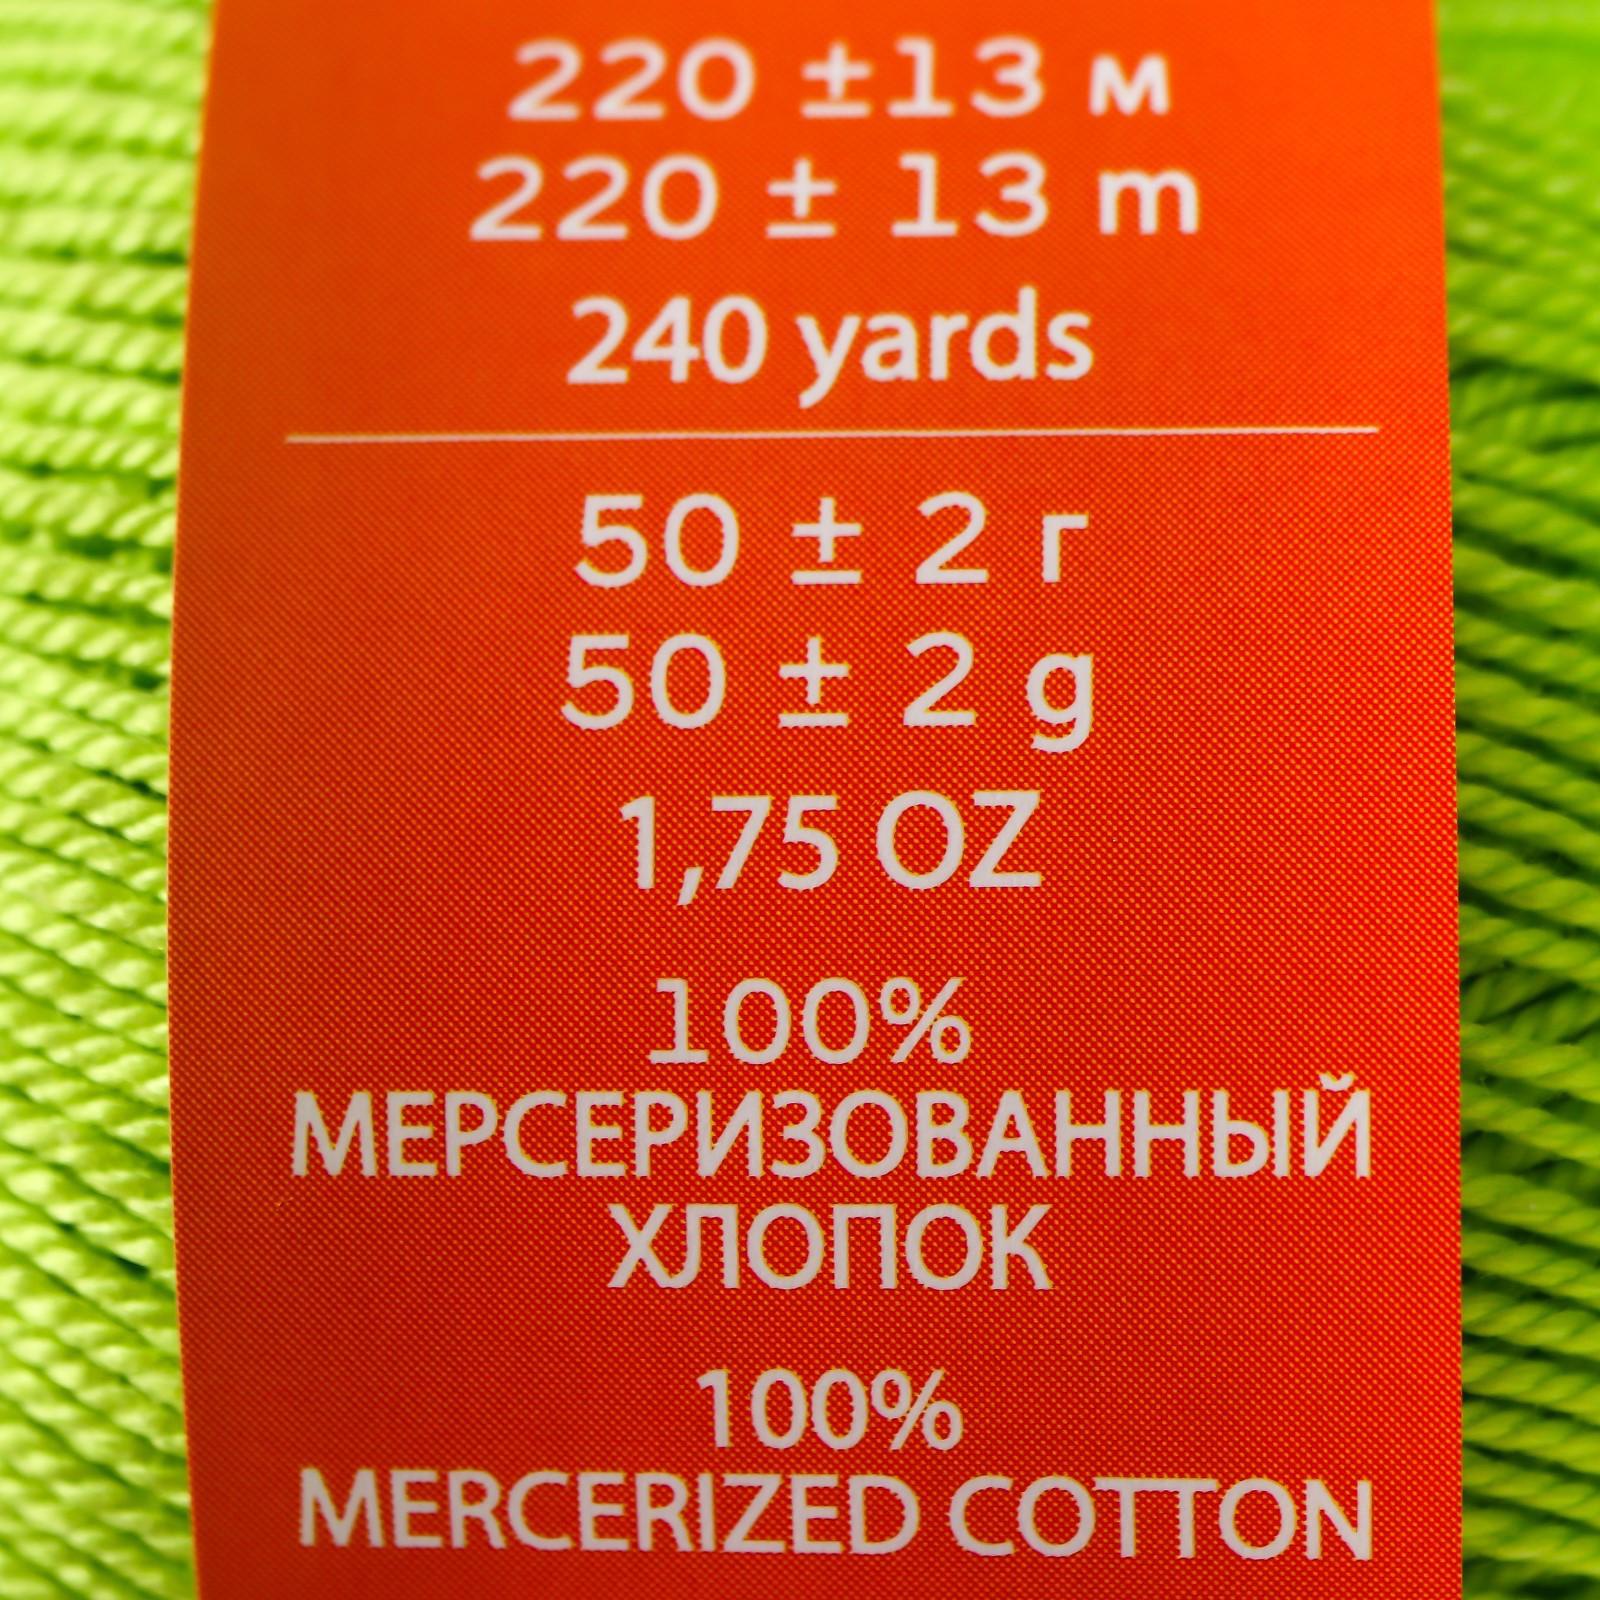 220 ±13 м
220 ± 13 m
240 yards
50 ± 2 г
50 ± 2 g
1,75 OZ
100%
МЕРСЕРИЗОВАННЫЙ
ХЛОПОК
100%
MERCERIZED COTTON